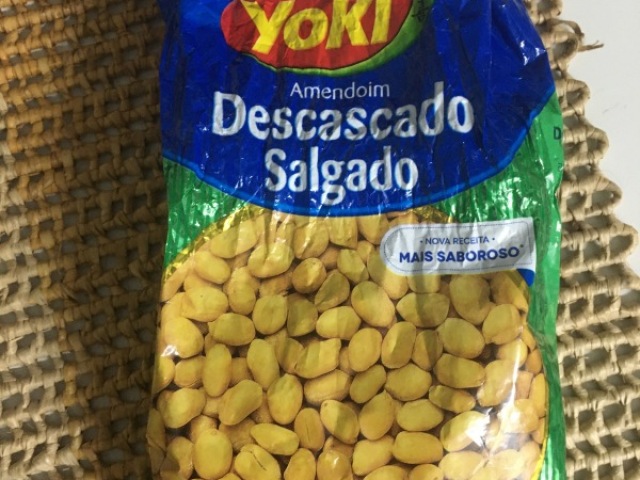 YOKI
Amendoim
Descascado
Salgado
• NOVA RECEITA •
MAIS SABOROSO*
D